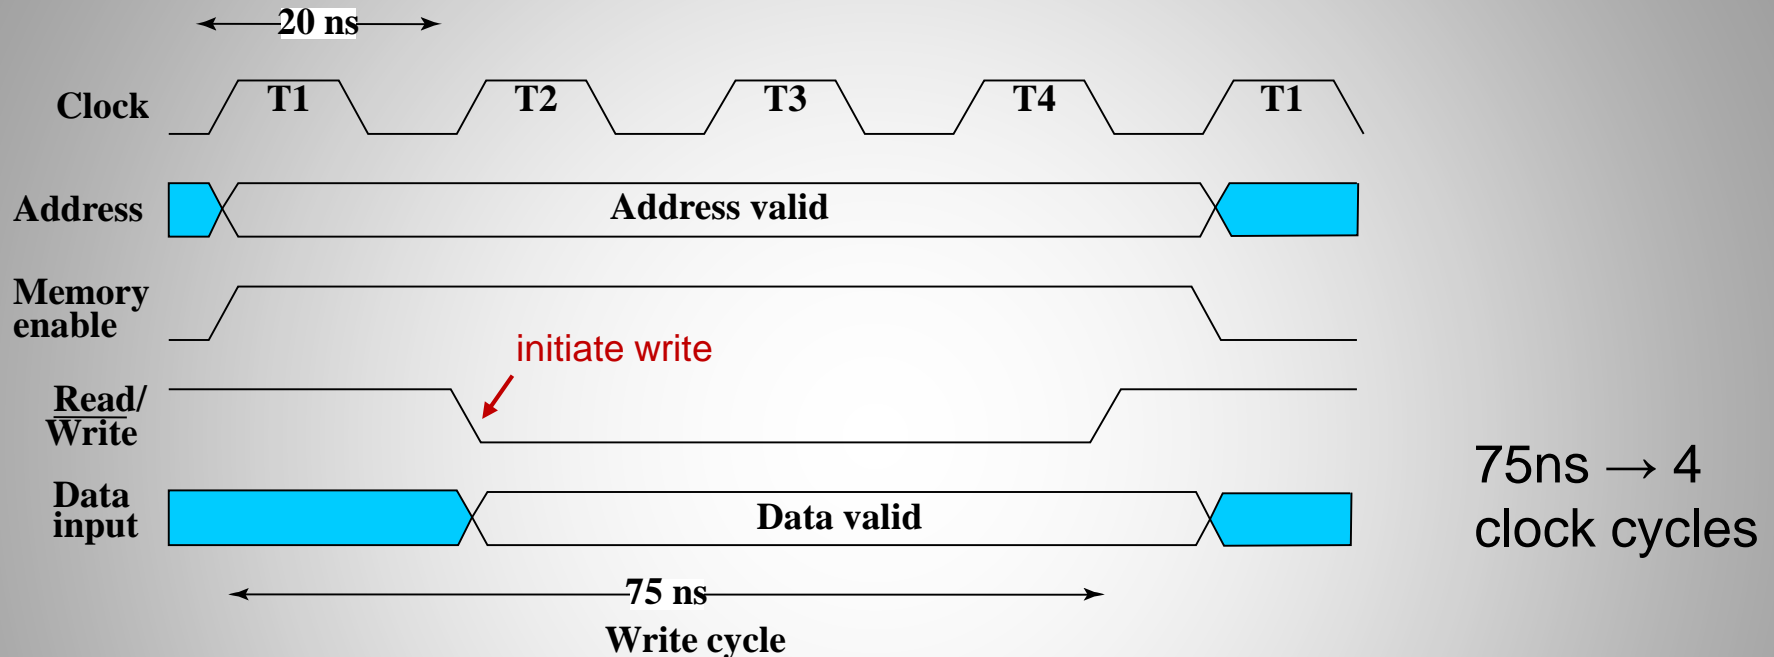 20 ns
Clock
T1
T2
T3
T4
T1
Address
Address valid
Memory
enable
initiate write
Read/
Write
Data
input
Data valid
75ns → 4
clock cycles
75 ns
Write cycle